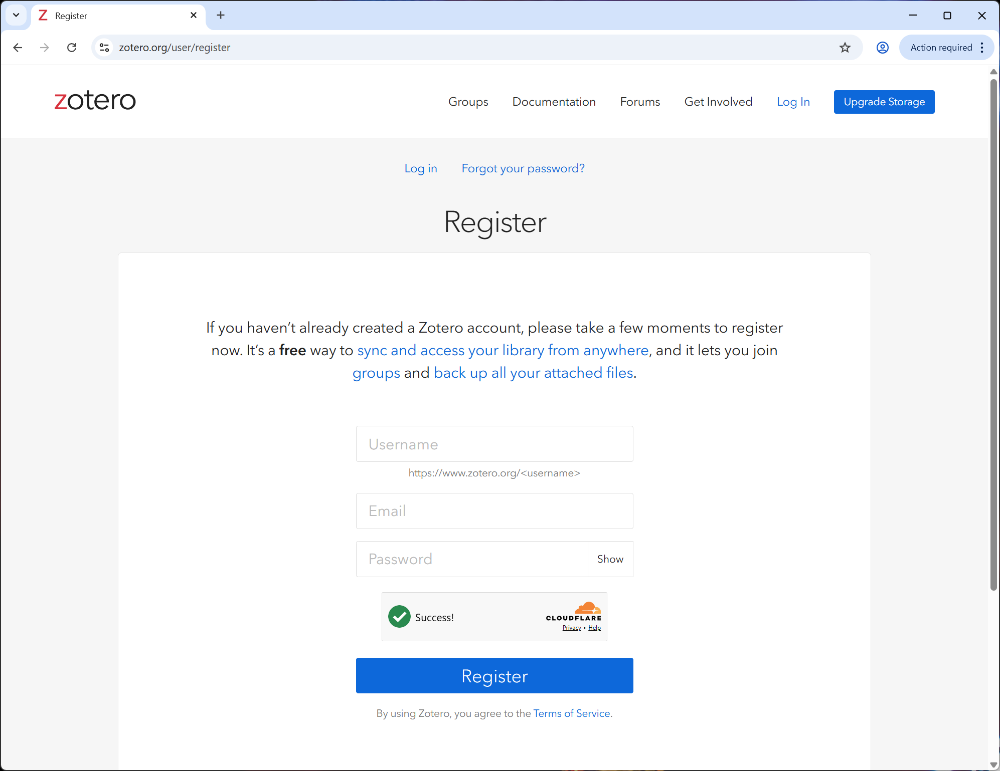 Register
zotero.org/user/register
Action required
zotero
Groups
Documentation
Forums
Get Involved
Log In
Upgrade Storage
Log in
Forgot your password?
Register
If you haven’t already created a Zotero account, please take a few moments to register
now. It’s a free way to sync and access your library from anywhere, and it lets you join
groups and back up all your attached files.
Username
https://www.zotero.org/<username>
Email
Password
Show
Success!
CLOUDFLARE
Privacy • Help
Register
By using Zotero, you agree to the Terms of Service.